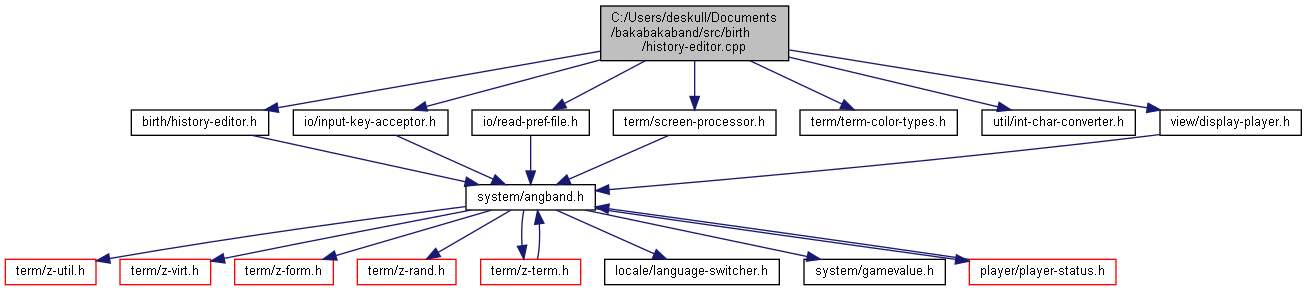 C:/Users/deskull/Documents
/bakabakaband/src/birth
/history-editor.cpp
birth/history-editor.h
io/input-key-acceptor.h
io/read-pref-file.h
term/screen-processor.h
term/term-color-types.h
util/int-char-converter.h
view/display-player.h
system/angband.h
term/z-util.h
term/z-virt.h
term/z-form.h
term/z-rand.h
term/z-term.h
locale/language-switcher.h
system/gamevalue.h
player/player-status.h